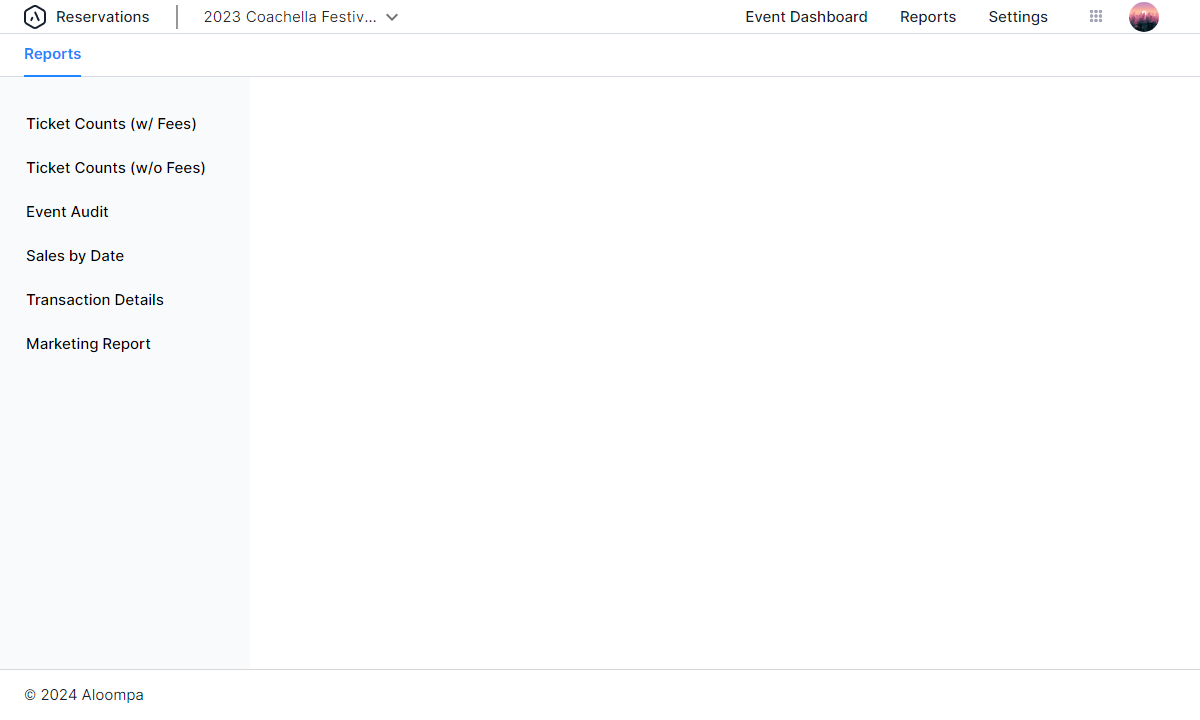 Reservations
2023 Coachella Festiv...
Event Dashboard
Reports
Settings
Reports
Ticket Counts (w/ Fees)
Ticket Counts (w/o Fees)
Event Audit
Sales by Date
Transaction Details
Marketing Report
© 2024 Aloompa